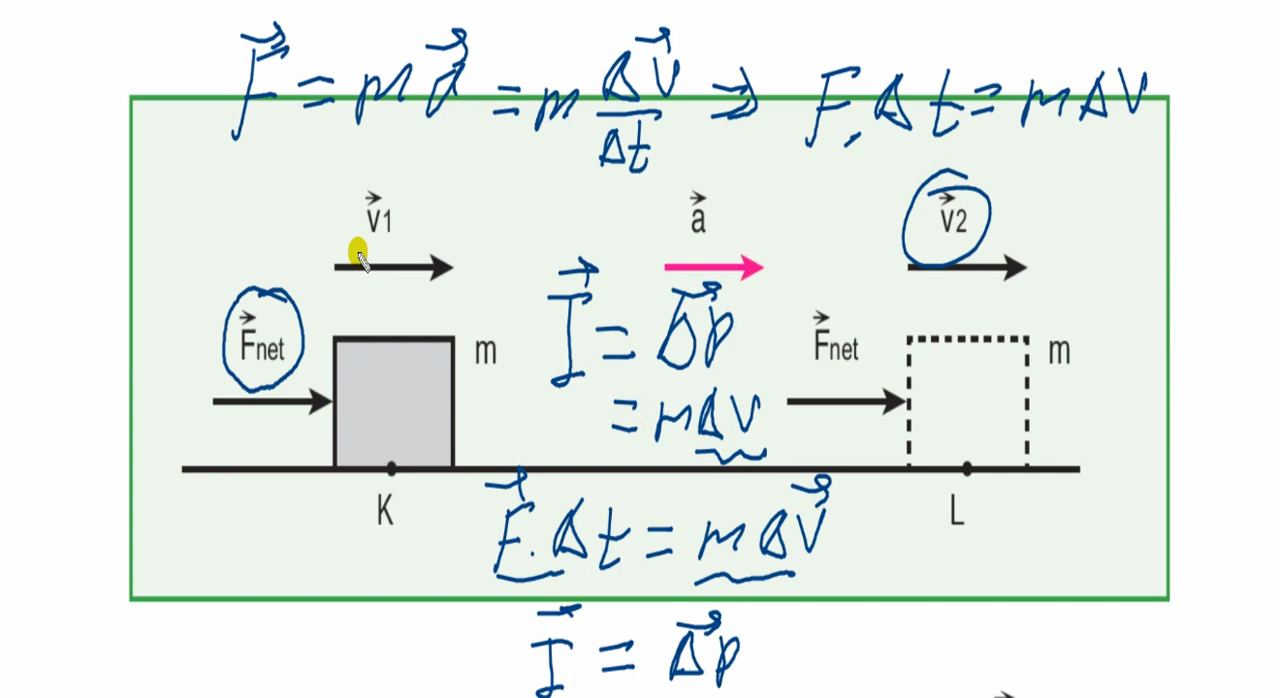 F⃗ = m a⃗ = m Δv⃗/Δt ⇒ F.Δt = mΔV
v⃗1 a⃗ v⃗2
F⃗net m I⃗ = Δp⃗ F⃗net m
= mΔV
K L
F⃗.Δt = mΔv⃗
I⃗ = Δp⃗